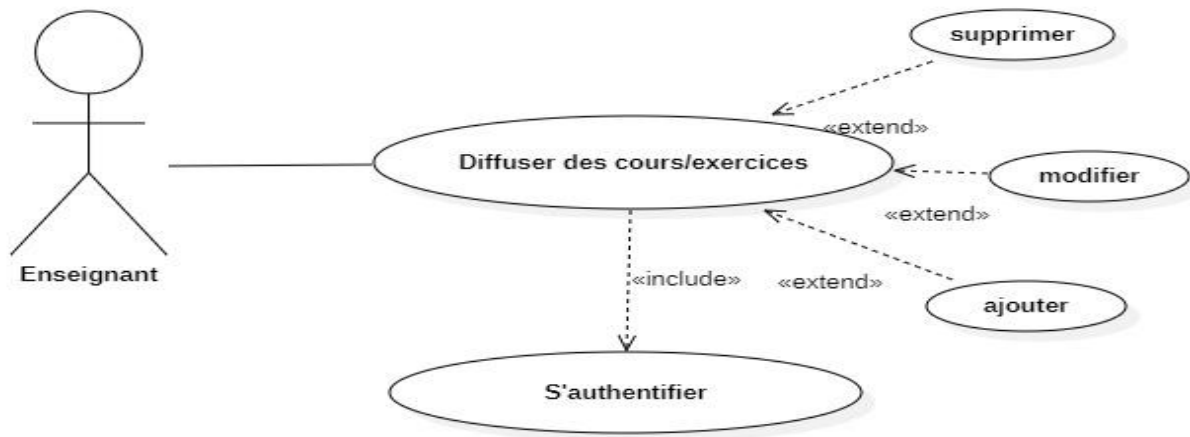 supprimer
«extend»
Diffuser des cours/exercices
modifier
«extend»
Enseignant
«include»
«extend»
ajouter
S'authentifier